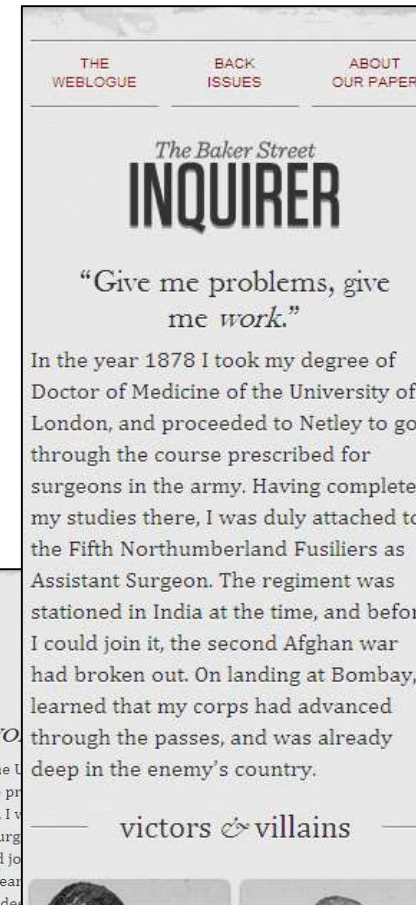 THE
WEBLOGUE
BACK
ISSUES
ABOUT
OUR PAPER
The Baker Street
INQUIRER
“Give me problems, give
me work.”
In the year 1878 I took my degree of
Doctor of Medicine of the University of
London, and proceeded to Netley to go
through the course prescribed for
surgeons in the army. Having complete
my studies there, I was duly attached to
the Fifth Northumberland Fusiliers as
Assistant Surgeon. The regiment was
stationed in India at the time, and befor
I could join it, the second Afghan war
had broken out. On landing at Bombay,
learned that my corps had advanced
through the passes, and was already
deep in the enemy’s country.
victors & villains